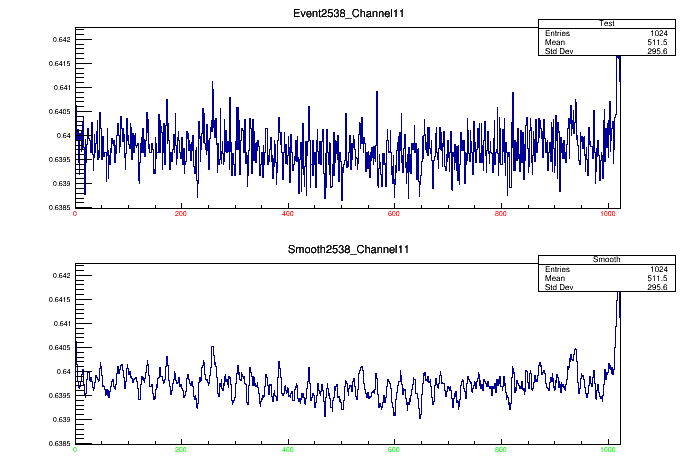 Event2538_Channel11
Test
Entries 1024
Mean 511.5
Std Dev 295.6
0.642
0.6415
0.641
0.6405
0.64
0.6395
0.639
0.6385
0 200 400 600 800 1000
Smooth2538_Channel11
Smooth
Entries 1024
Mean 511.5
Std Dev 295.6
0.642
0.6415
0.641
0.6405
0.64
0.6395
0.639
0.6385
0 200 400 600 800 1000